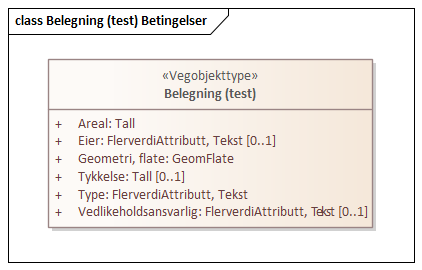 class Belegning (test) Betingelser
«Vegobjekttype»
Belegning (test)
+ Areal: Tall
+ Eier: FlerverdiAttributt, Tekst [0..1]
+ Geometri, flate: GeomFlate
+ Tykkelse: Tall [0..1]
+ Type: FlerverdiAttributt, Tekst
+ Vedlikeholdsansvarlig: FlerverdiAttributt, Tekst [0..1]